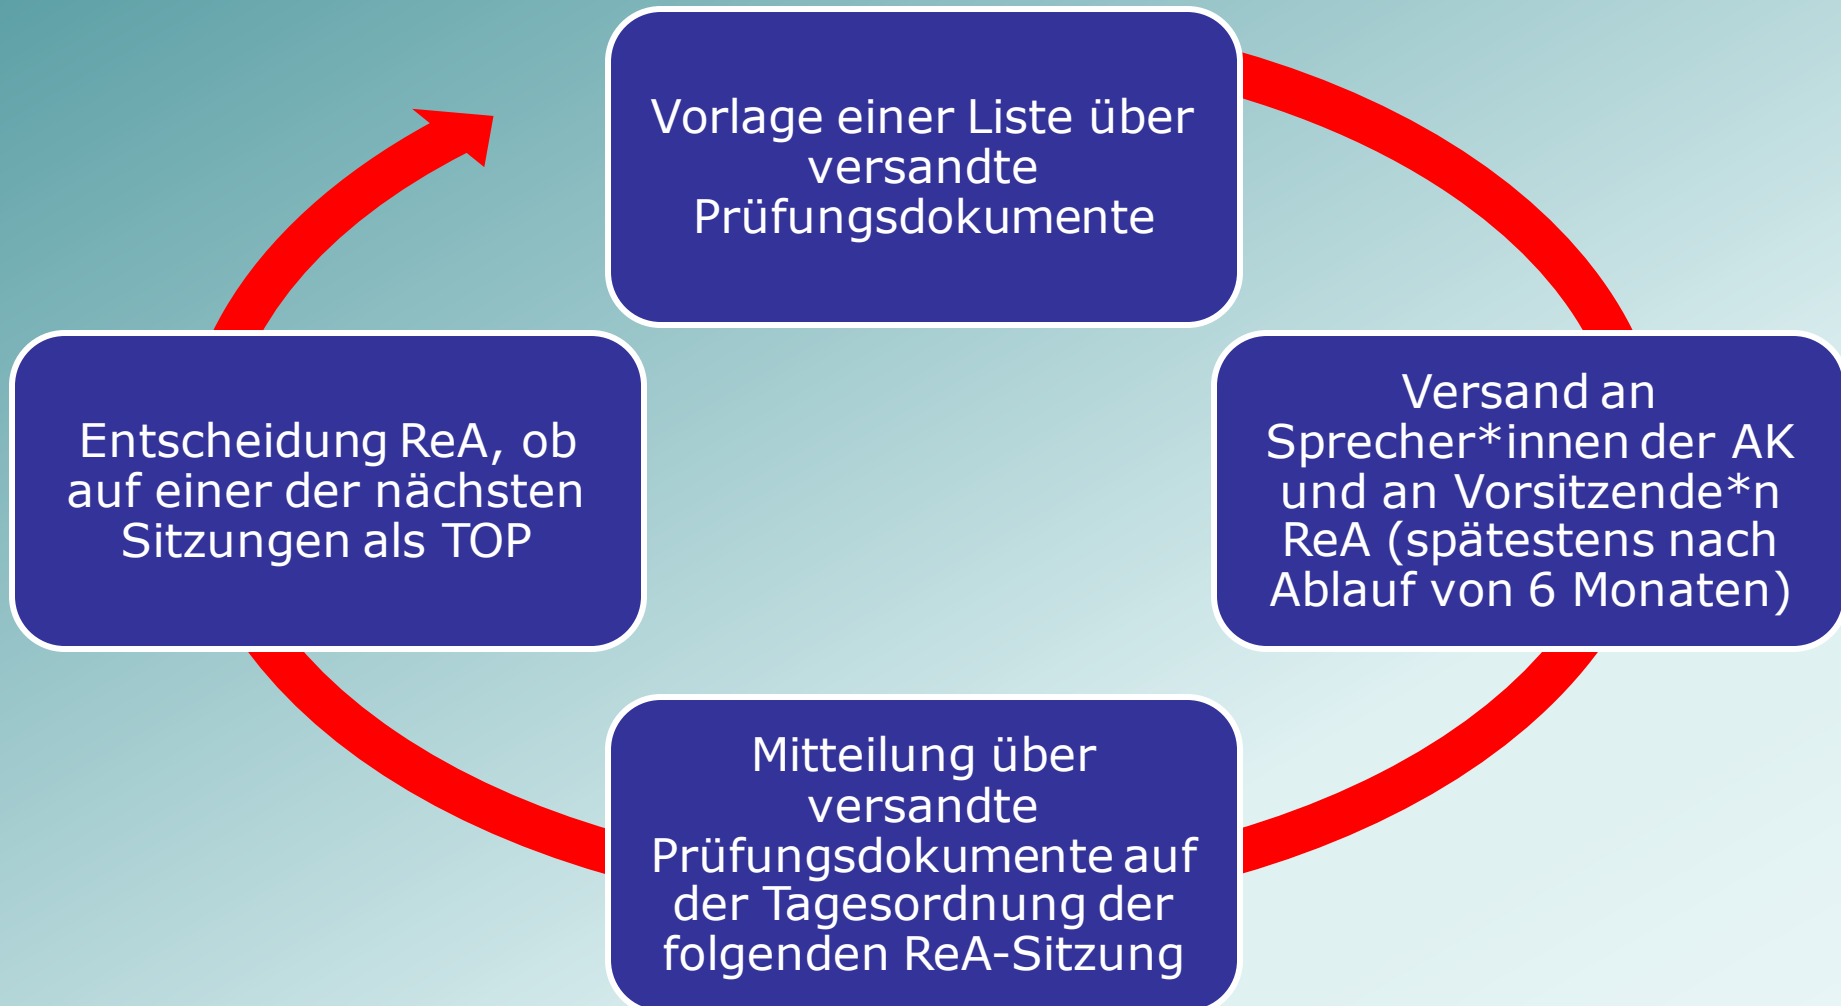 Vorlage einer Liste über
versandte
Prüfungsdokumente
Versand an
Sprecher*innen der AK
und an Vorsitzende*n
ReA (spätestens nach
Ablauf von 6 Monaten)
Mitteilung über
versandte
Prüfungsdokumente auf
der Tagesordnung der
folgenden ReA-Sitzung
Entscheidung ReA, ob
auf einer der nächsten
Sitzungen als TOP